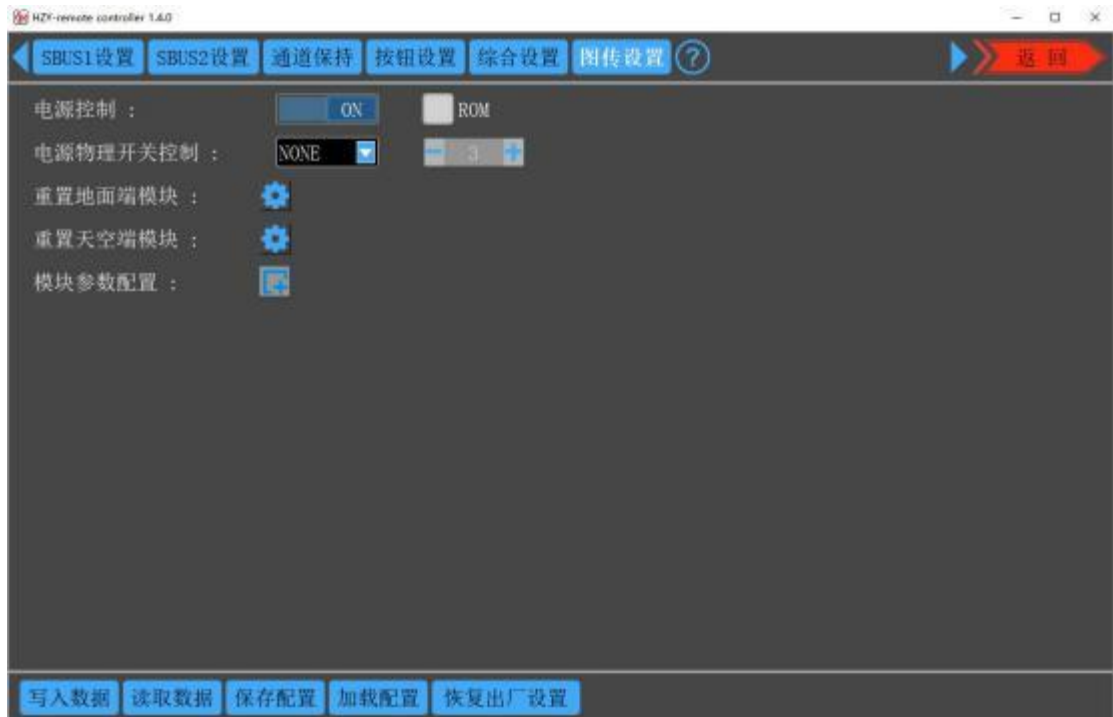 HZY-remote controller 1.4.0
SBUS1设置 SBUS2设置 通道保持 按钮设置 综合设置 图传设置 ? 返 回
电源控制 : ON ROM
电源物理开关控制 : NONE - 3 +
重置地面端模块 :
重置天空端模块 :
模块参数配置 :
写入数据 读取数据 保存配置 加载配置 恢复出厂设置